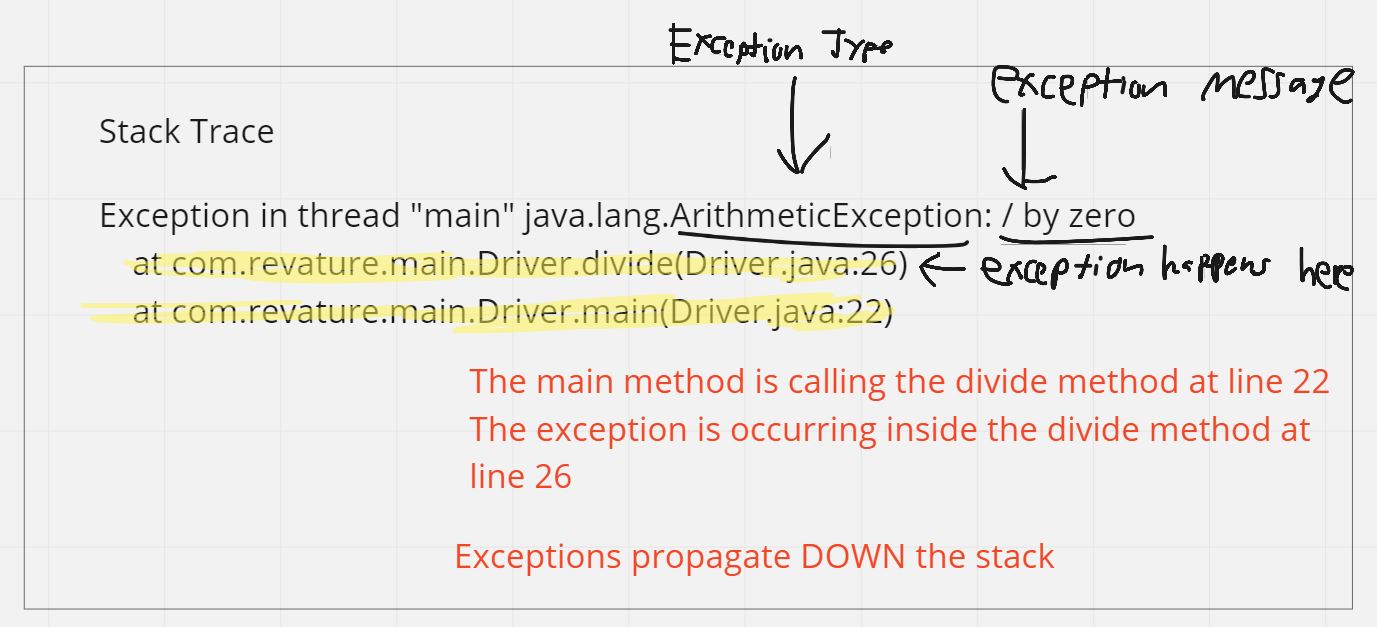 Exception Type
exception message
Stack Trace
Exception in thread "main" java.lang.ArithmeticException: / by zero
at com.revature.main.Driver.divide(Driver.java:26) ← exception happens here
at com.revature.main.Driver.main(Driver.java:22)
The main method is calling the divide method at line 22
The exception is occurring inside the divide method at
line 26
Exceptions propagate DOWN the stack